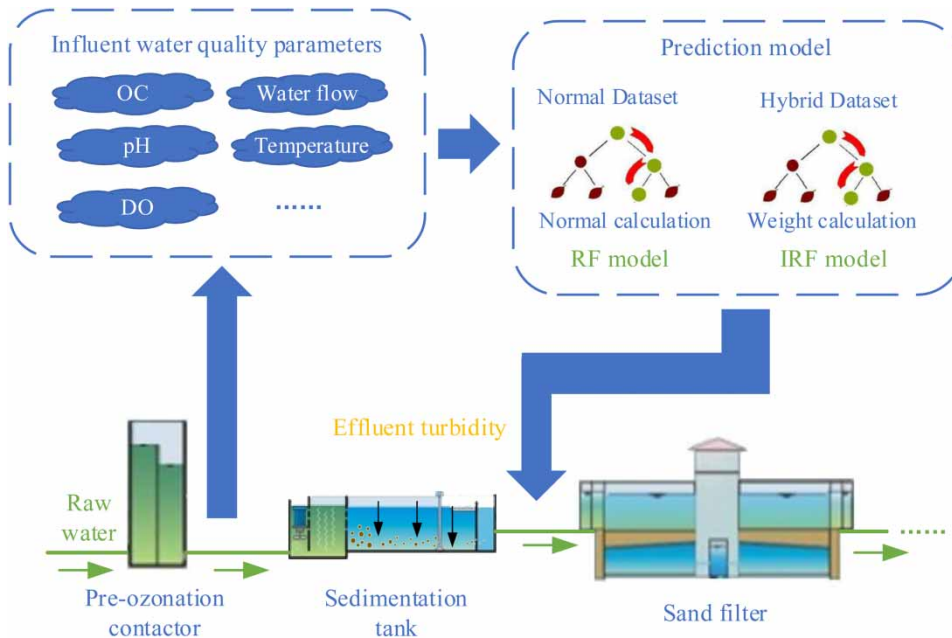 Influent water quality parameters
OC
Water flow
pH
Temperature
DO
......
Prediction model
Normal Dataset
Hybrid Dataset
Normal calculation
Weight calculation
RF model
IRF model
Effluent turbidity
Raw
water
......
Pre-ozonation
contactor
Sedimentation
tank
Sand filter